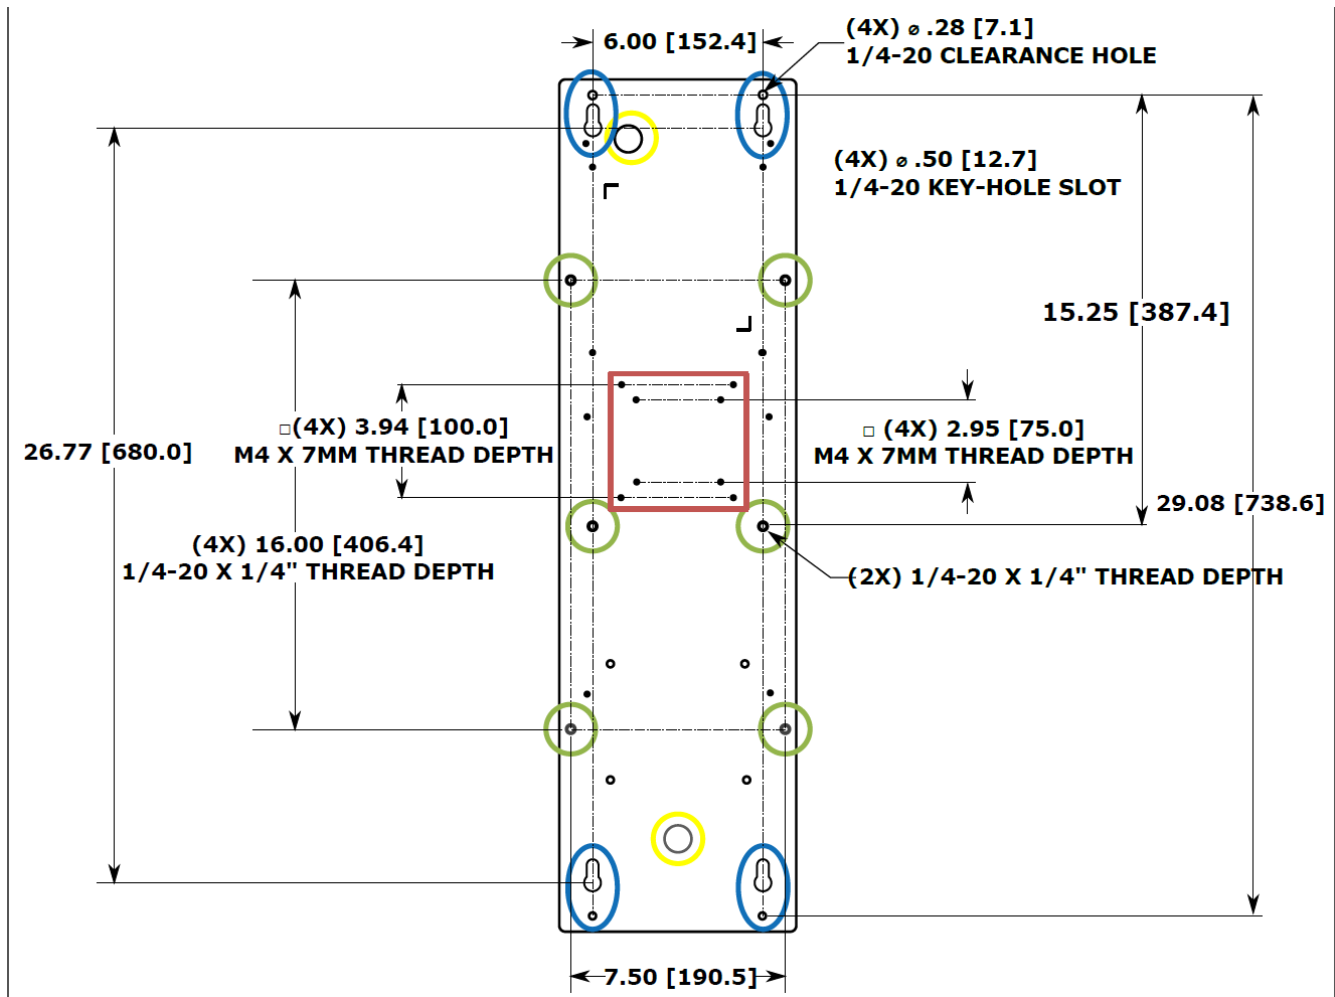 6.00 [152.4]
(4X) ⌀ .28 [7.1]
1/4-20 CLEARANCE HOLE
(4X) ⌀ .50 [12.7]
1/4-20 KEY-HOLE SLOT
15.25 [387.4]
□(4X) 3.94 [100.0]
M4 X 7MM THREAD DEPTH
□ (4X) 2.95 [75.0]
M4 X 7MM THREAD DEPTH
26.77 [680.0]
29.08 [738.6]
(4X) 16.00 [406.4]
1/4-20 X 1/4" THREAD DEPTH
(2X) 1/4-20 X 1/4" THREAD DEPTH
7.50 [190.5]